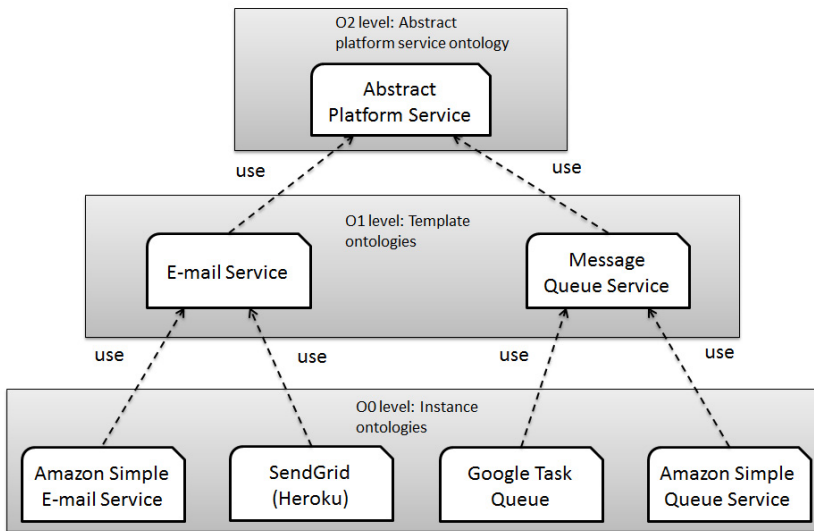 O2 level: Abstract
platform service ontology
Abstract
Platform Service
use
use
O1 level: Template
ontologies
E-mail Service
Message
Queue Service
use
use
use
use
O0 level: Instance
ontologies
Amazon Simple
E-mail Service
SendGrid
(Heroku)
Google Task
Queue
Amazon Simple
Queue Service